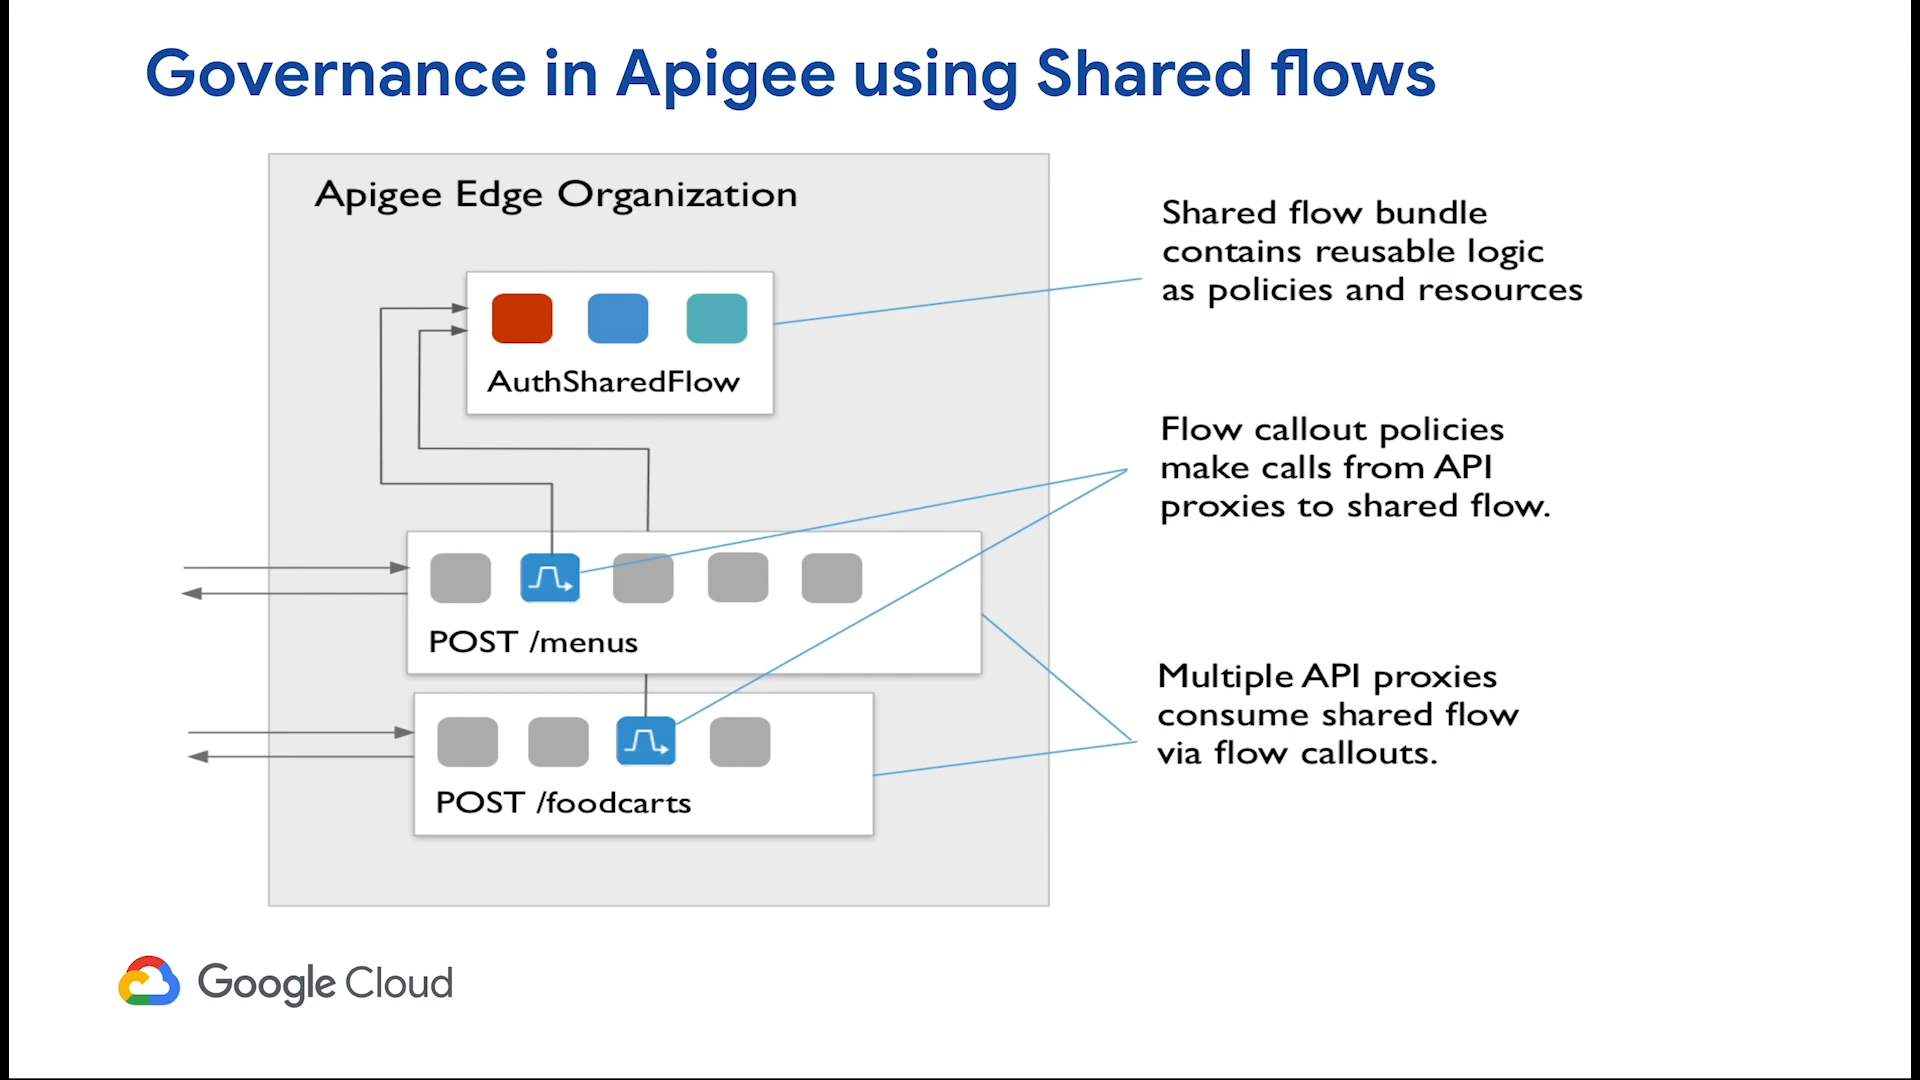 Governance in Apigee using Shared flows
Apigee Edge Organization
AuthSharedFlow
POST /menus
POST /foodcarts
Shared flow bundle
contains reusable logic
as policies and resources
Flow callout policies
make calls from API
proxies to shared flow.
Multiple API proxies
consume shared flow
via flow callouts.
Google Cloud